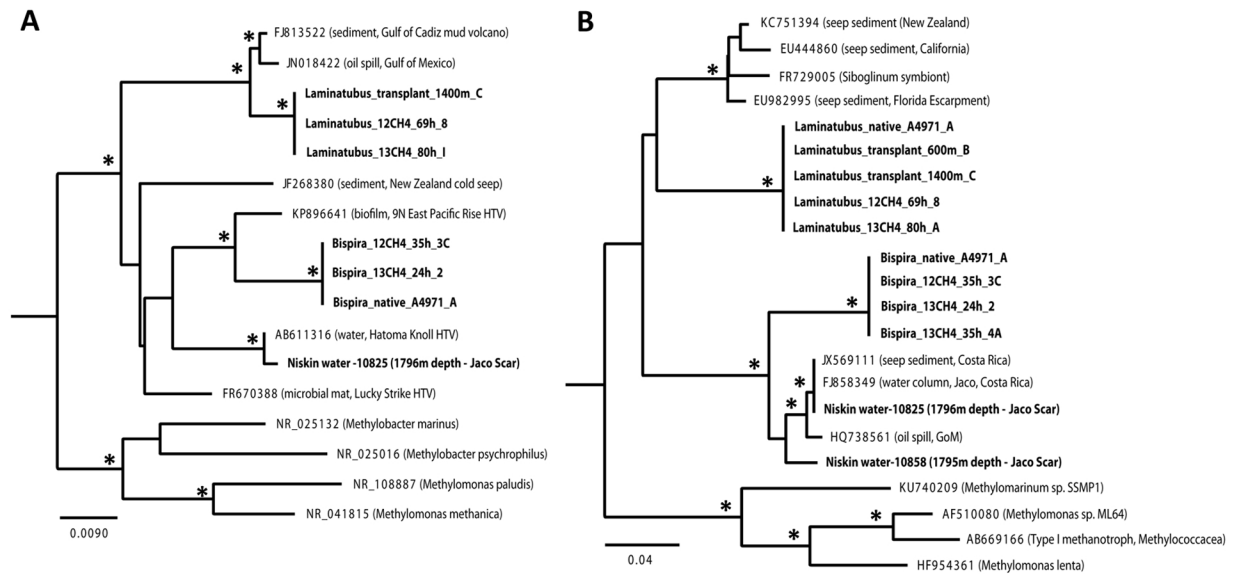 A
FJ813522 (sediment, Gulf of Cadiz mud volcano)
JN018422 (oil spill, Gulf of Mexico)
Laminatubus_transplant_1400m_C
Laminatubus_12CH4_69h_8
Laminatubus_13CH4_80h_I
JF268380 (sediment, New Zealand cold seep)
KP896641 (biofilm, 9N East Pacific Rise HTV)
Bispira_12CH4_35h_3C
Bispira_13CH4_24h_2
Bispira_native_A4971_A
AB611316 (water, Hatoma Knoll HTV)
Niskin water -10825 (1796m depth - Jaco Scar)
FR670388 (microbial mat, Lucky Strike HTV)
NR_025132 (Methylobacter marinus)
NR_025016 (Methylobacter psychrophilus)
NR_108887 (Methylomonas paludis)
NR_041815 (Methylomonas methanica)
0.0090
*
*
*
*
*
*
*
*
*
B
KC751394 (seep sediment (New Zealand)
EU444860 (seep sediment, California)
FR729005 (Siboglinum symbiont)
EU982995 (seep sediment, Florida Escarpment)
Laminatubus_native_A4971_A
Laminatubus_transplant_600m_B
Laminatubus_transplant_1400m_C
Laminatubus_12CH4_69h_8
Laminatubus_13CH4_80h_A
Bispira_native_A4971_A
Bispira_12CH4_35h_3C
Bispira_13CH4_24h_2
Bispira_13CH4_35h_4A
JX569111 (seep sediment, Costa Rica)
FJ858349 (water column, Jaco, Costa Rica)
Niskin water-10825 (1796m depth - Jaco Scar)
HQ738561 (oil spill, GoM)
Niskin water-10858 (1795m depth - Jaco Scar)
KU740209 (Methylomarinum sp. SSMP1)
AF510080 (Methylomonas sp. ML64)
AB669166 (Type I methanotroph, Methylococcacea)
HF954361 (Methylomonas lenta)
0.04
*
*
*
*
*
*
*
*
*